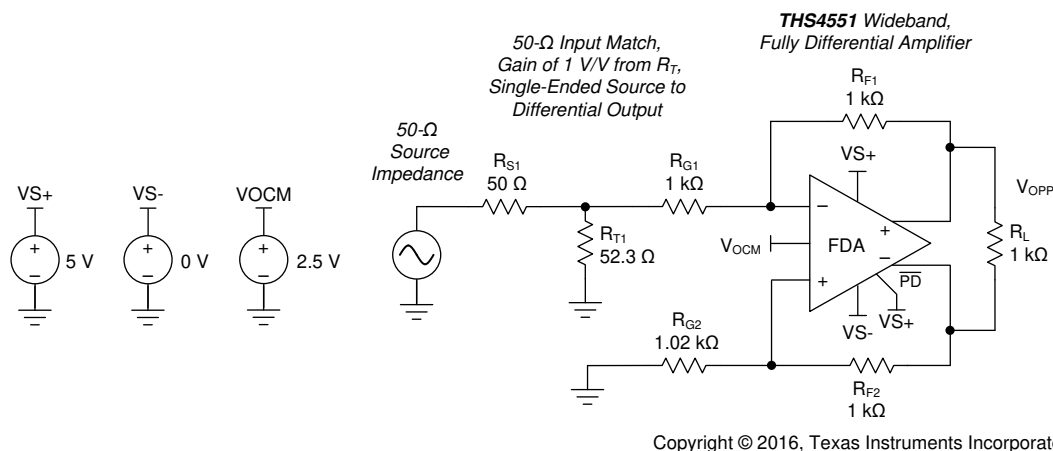 THS4551 Wideband,
Fully Differential Amplifier
50-Ω Input Match,
Gain of 1 V/V from RT,
Single-Ended Source to
Differential Output
50-Ω
Source
Impedance
RF1
1 kΩ
VS+
VS-
VOCM
5 V
0 V
2.5 V
RS1
50 Ω
RG1
1 kΩ
VS+
VOPP
RT1
52.3 Ω
VOCM
FDA
RL
1 kΩ
PD
VS+
VS-
RG2
1.02 kΩ
RF2
1 kΩ
Copyright © 2016, Texas Instruments Incorporate